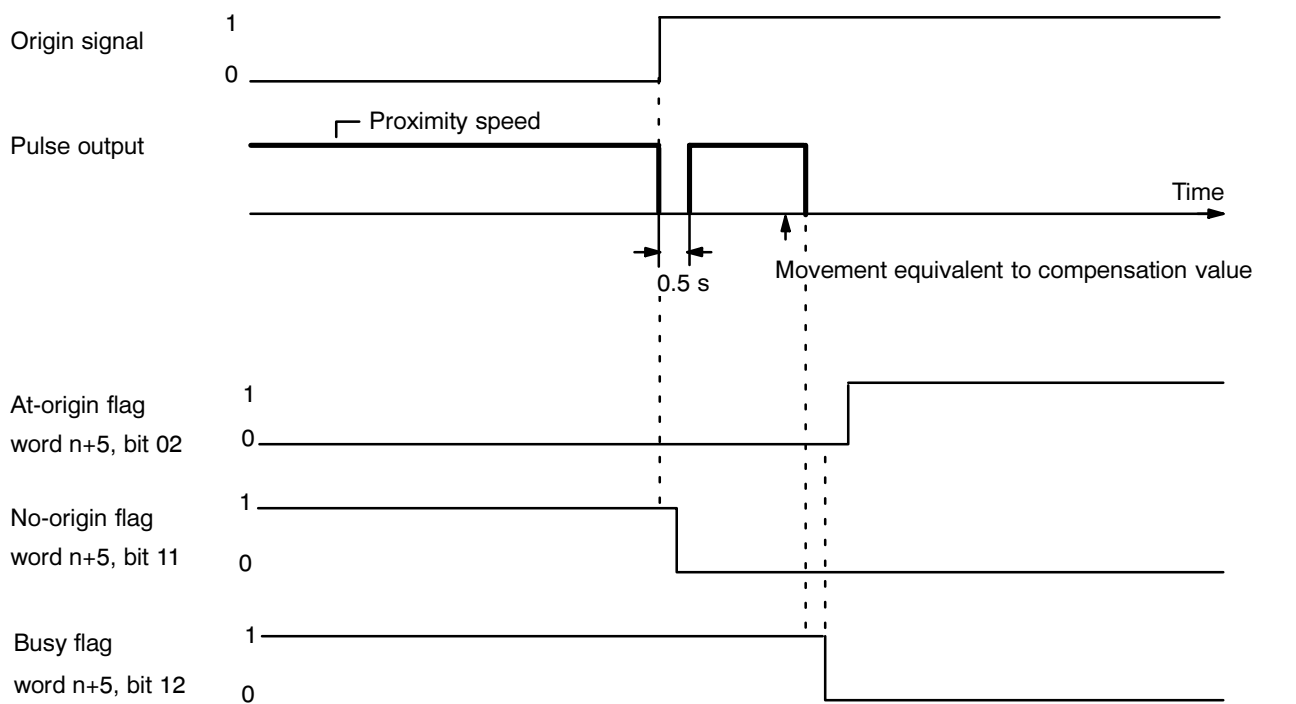 1
Origin signal
0
Proximity speed
Pulse output
Time
Movement equivalent to compensation value
0.5 s
1
At-origin flag
0
word n+5, bit 02
1
No-origin flag
word n+5, bit 11
0
1
Busy flag
word n+5, bit 12
0